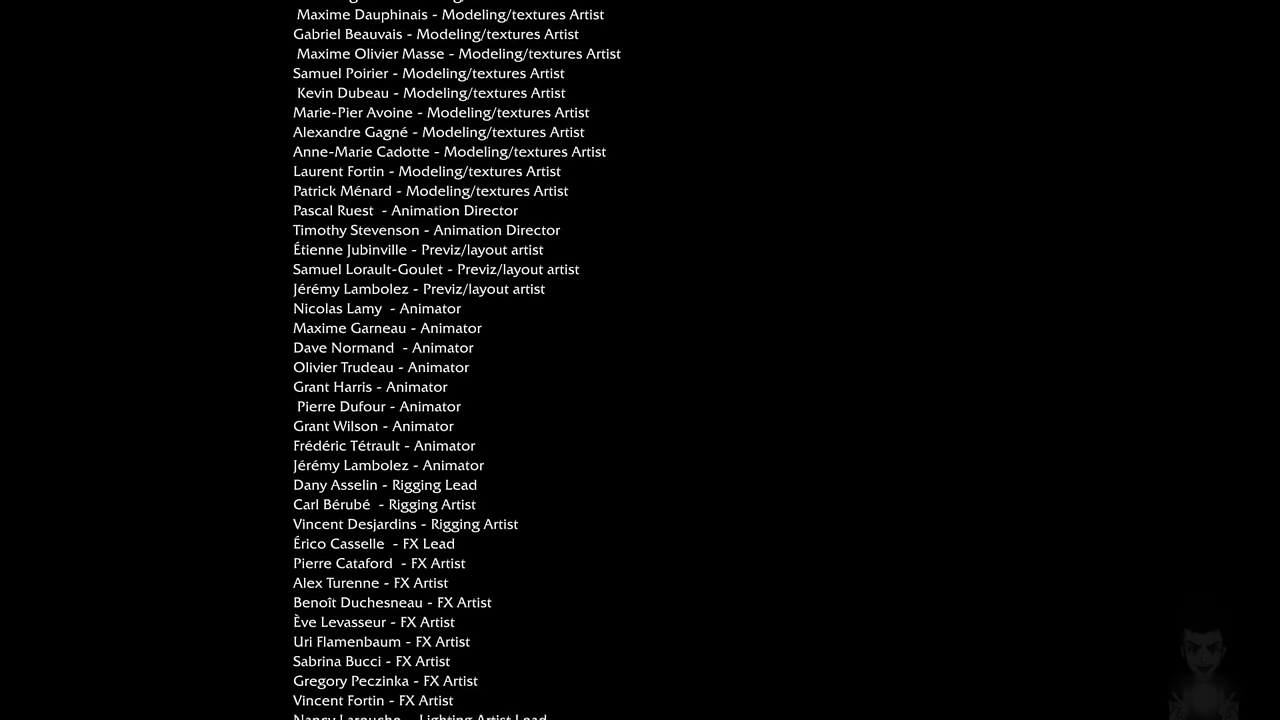 Maxime Dauphinais - Modeling/textures Artist
Gabriel Beauvais - Modeling/textures Artist
Maxime Olivier Masse - Modeling/textures Artist
Samuel Poirier - Modeling/textures Artist
Kevin Dubeau - Modeling/textures Artist
Marie-Pier Avoine - Modeling/textures Artist
Alexandre Gagné - Modeling/textures Artist
Anne-Marie Cadotte - Modeling/textures Artist
Laurent Fortin - Modeling/textures Artist
Patrick Ménard - Modeling/textures Artist
Pascal Ruest  - Animation Director
Timothy Stevenson - Animation Director
Étienne Jubinville - Previz/layout artist
Samuel Lorault-Goulet - Previz/layout artist
Jérémy Lambolez - Previz/layout artist
Nicolas Lamy  - Animator
Maxime Garneau - Animator
Dave Normand  - Animator
Olivier Trudeau - Animator
Grant Harris - Animator
Pierre Dufour - Animator
Grant Wilson - Animator
Frédéric Tétrault - Animator
Jérémy Lambolez - Animator
Dany Asselin - Rigging Lead
Carl Bérubé  - Rigging Artist
Vincent Desjardins - Rigging Artist
Érico Casselle  - FX Lead
Pierre Cataford  - FX Artist
Alex Turenne - FX Artist
Benoît Duchesneau - FX Artist
Ève Levasseur - FX Artist
Uri Flamenbaum - FX Artist
Sabrina Bucci - FX Artist
Gregory Peczinka - FX Artist
Vincent Fortin - FX Artist
Nancy Larouche - Lighting Artist Lead